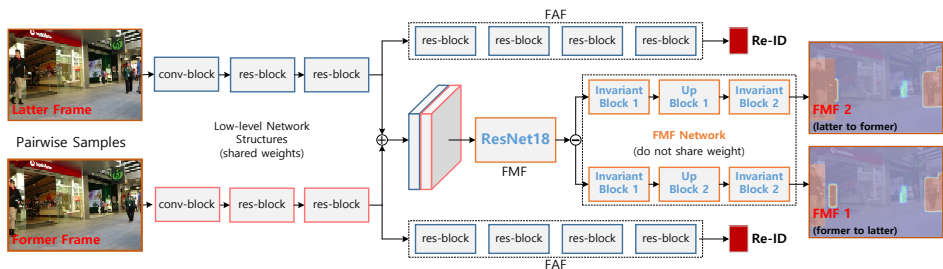 FAF
res-block res-block res-block res-block
Re-ID
conv-block res-block res-block
Latter Frame
Invariant Block 1
Up Block 1
Invariant Block 2
FMF 2
(latter to former)
Pairwise Samples
Low-level Network
Structures
(shared weights)
ResNet18
FMF
FMF Network
(do not share weight)
Invariant Block 1
Up Block 2
Invariant Block 2
FMF 1
(former to latter)
conv-block res-block res-block
Former Frame
res-block res-block res-block res-block
Re-ID
FAF